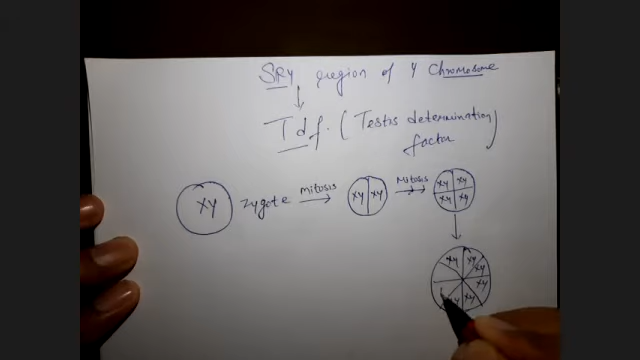 SRY region of Y Chromosome
Tdf. (Testis determination
factor)
XY zygote mitosis XY XY Mitosis XY XY
XY XY
XY XY
XY
XY
XY XY